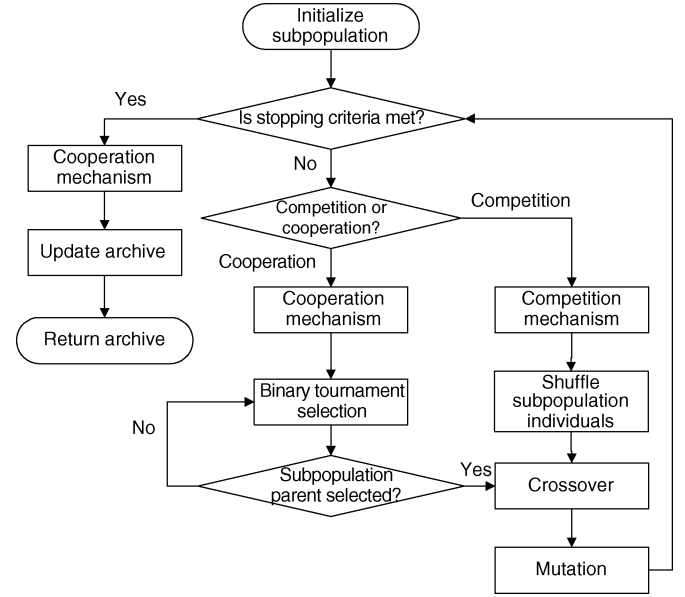 Initialize
subpopulation
Yes
Is stopping criteria met?
Cooperation
mechanism
No
Competition or
cooperation?
Competition
Update archive
Cooperation
Cooperation
mechanism
Competition
mechanism
Return archive
Binary tournament
selection
Shuffle
subpopulation
individuals
No
Subpopulation
parent selected?
Yes
Crossover
Mutation